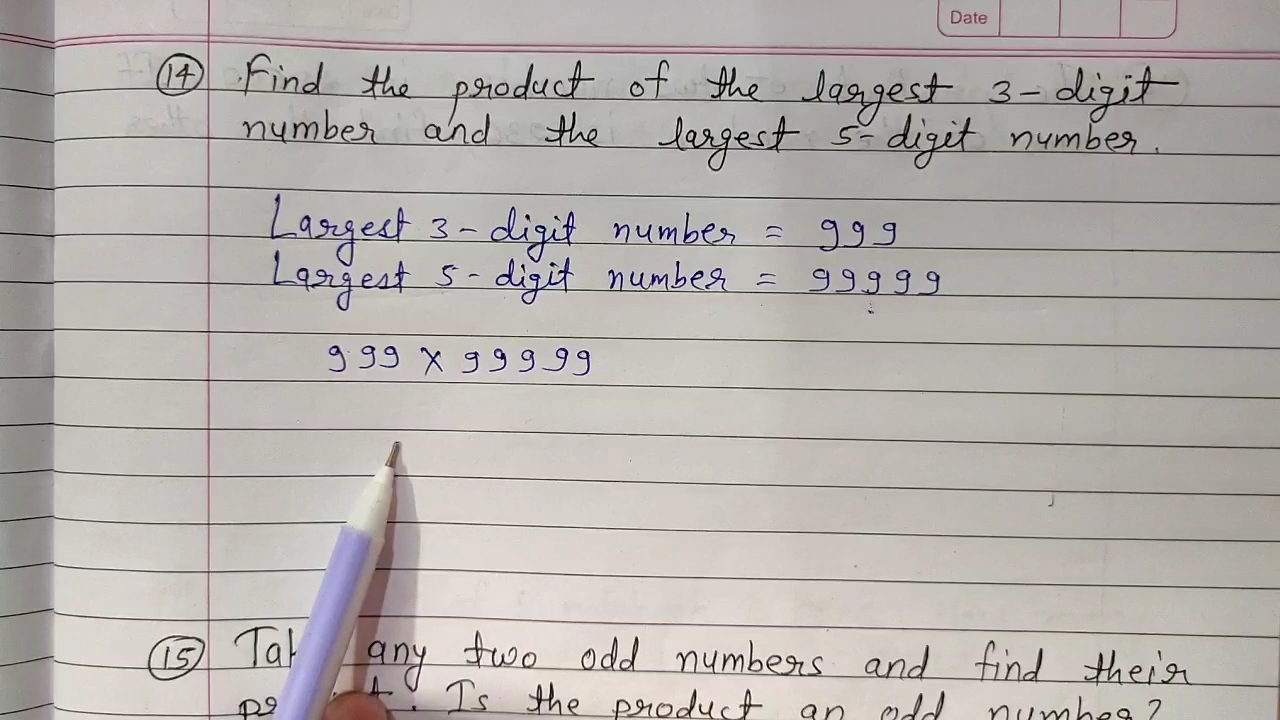 Date
14 Find the product of the largest 3-digit
number and the largest 5-digit number.
Largest 3-digit number = 999
Largest 5-digit number = 99999
999 × 99999
15 any two odd numbers and find their
Is the product an odd number?